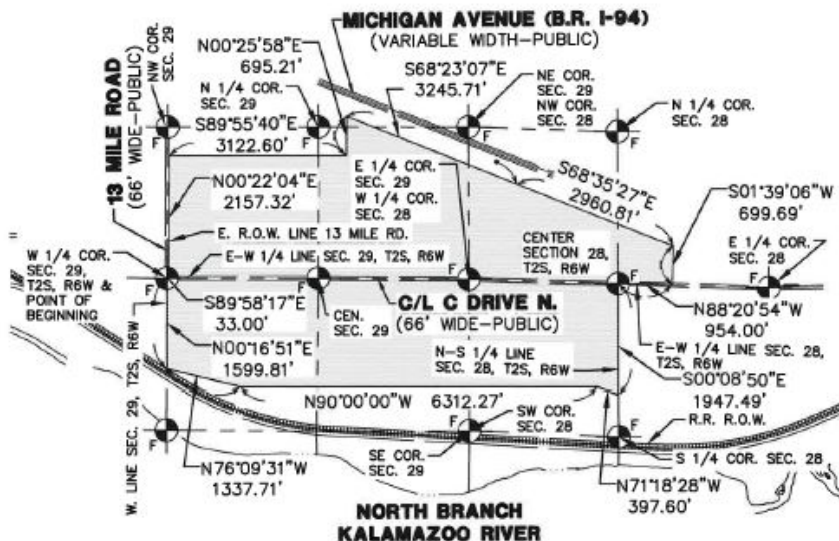 MICHIGAN AVENUE (B.R. I-94)
(VARIABLE WIDTH-PUBLIC)
NW COR.
SEC. 29
13 MILE ROAD
(66' WIDE-PUBLIC)
N00°25'58"E
695.21'
N 1/4 COR.
SEC. 29
S89°55'40"E
3122.60'
S68°23'07"E
3245.71'
NE COR.
SEC. 29
NW COR.
SEC. 28
N 1/4 COR.
SEC. 28
F
F
F
F
N00°22'04"E
2157.32'
E 1/4 COR.
SEC. 29
W 1/4 COR.
SEC. 28
S68°35'27"E
2960.81'
S01°39'06"W
699.69'
E. R.O.W. LINE 13 MILE RD.
E-W 1/4 LINE SEC. 29, T2S, R6W
W 1/4 COR.
SEC. 29,
T2S, R6W &
POINT OF
BEGINNING
CENTER
SECTION 28,
T2S, R6W
E 1/4 COR.
SEC. 28
F
F
F
F
F
S89°58'17"E
33.00'
CEN.
SEC. 29
C/L C DRIVE N.
(66' WIDE-PUBLIC)
N88°20'54"W
954.00'
N00°16'51"E
1599.81'
N-S 1/4 LINE
SEC. 28, T2S, R6W
E-W 1/4 LINE SEC. 28,
T2S, R6W
S00°08'50"E
1947.49'
W. LINE SEC. 29, T2S, R6W
N90°00'00"W 6312.27'
SW COR.
SEC. 28
R.R. R.O.W.
F
F
F
SE COR.
SEC. 29
S 1/4 COR. SEC. 28
N76°09'31"W
1337.71'
N71°18'28"W
397.60'
NORTH BRANCH
KALAMAZOO RIVER